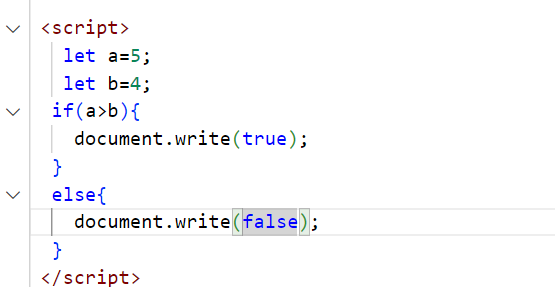 <script>
let a=5;
let b=4;
if(a>b){
document.write(true);
}
else{
document.write(false);
}
</script>